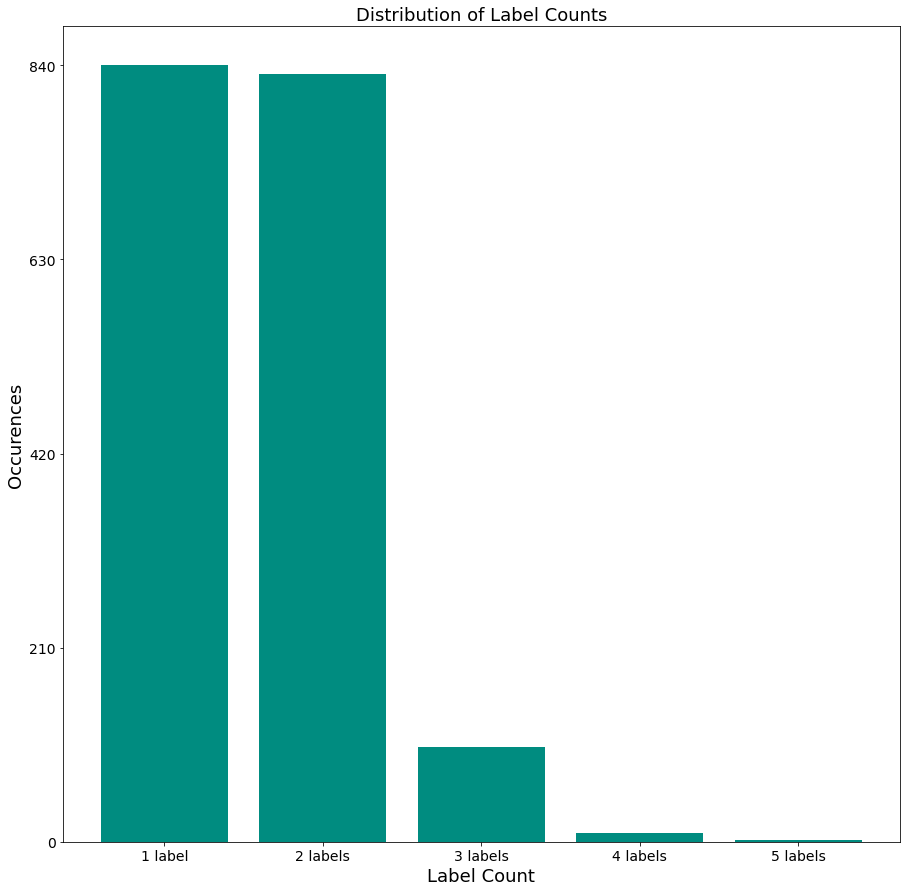 Distribution of Label Counts
840
630
420
210
0
Occurences
1 label
2 labels
3 labels
4 labels
5 labels
Label Count